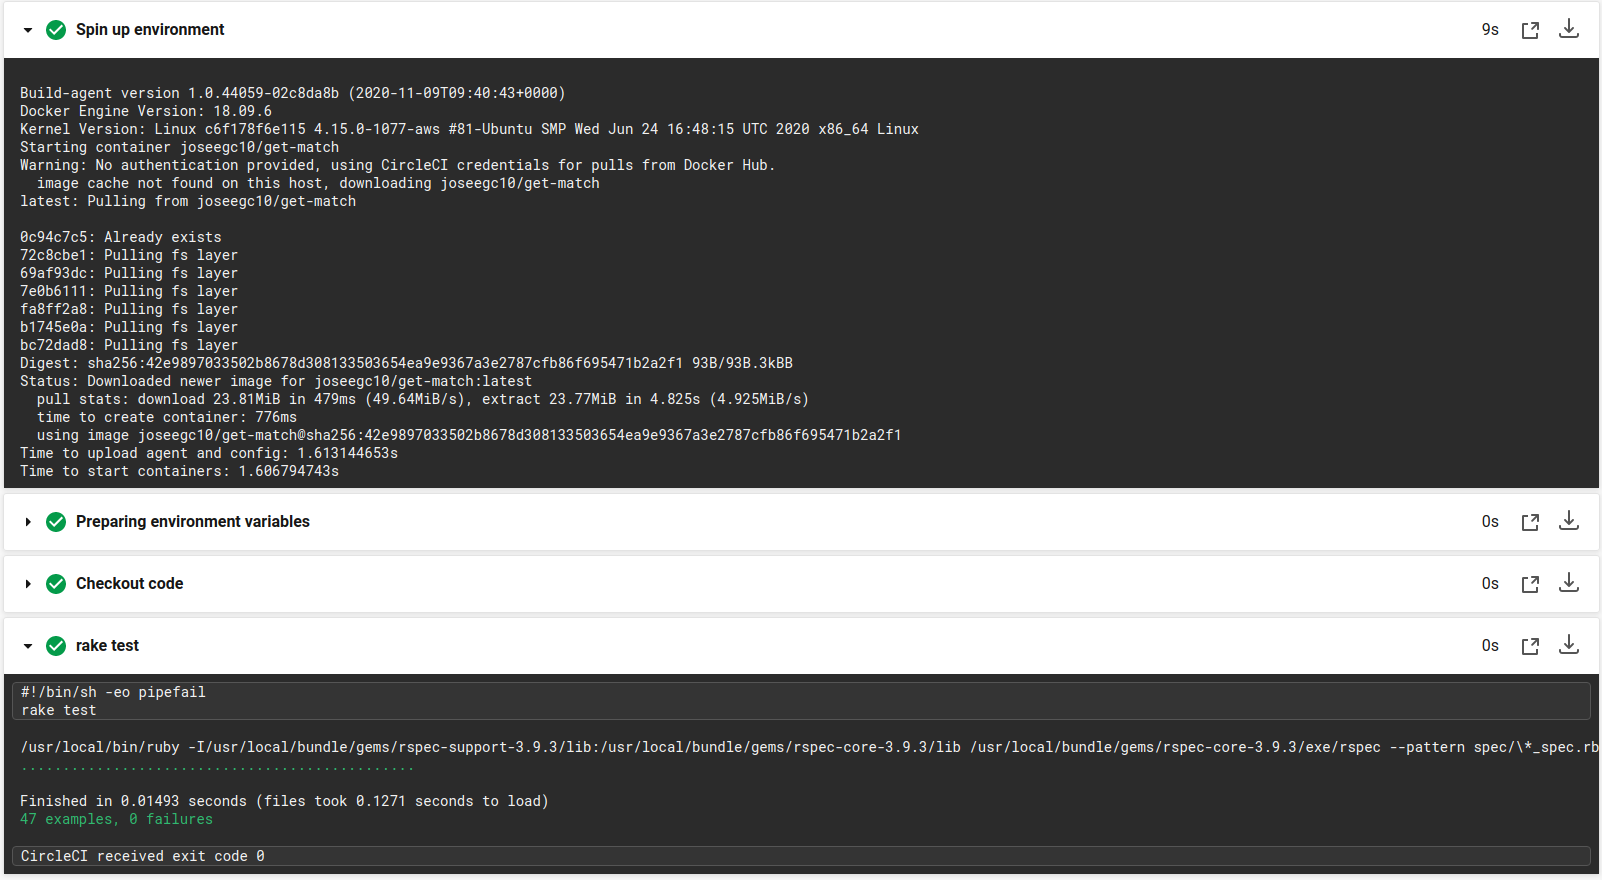 Spin up environment 9s
Build-agent version 1.0.44059-02c8da8b (2020-11-09T09:40:43+0000)
Docker Engine Version: 18.09.6
Kernel Version: Linux c6f178f6e115 4.15.0-1077-aws #81-Ubuntu SMP Wed Jun 24 16:48:15 UTC 2020 x86_64 Linux
Starting container joseegc10/get-match
Warning: No authentication provided, using CircleCI credentials for pulls from Docker Hub.
image cache not found on this host, downloading joseegc10/get-match
latest: Pulling from joseegc10/get-match
0c94c7c5: Already exists
72c8cbe1: Pulling fs layer
69af93dc: Pulling fs layer
7e0b6111: Pulling fs layer
fa8ff2a8: Pulling fs layer
b1745e0a: Pulling fs layer
bc72dad8: Pulling fs layer
Digest: sha256:42e9897033502b8678d308133503654ea9e9367a3e2787cfb86f695471b2a2f1 93B/93B.3kBB
Status: Downloaded newer image for joseegc10/get-match:latest
pull stats: download 23.81MiB in 479ms (49.64MiB/s), extract 23.77MiB in 4.825s (4.925MiB/s)
time to create container: 776ms
using image joseegc10/get-match@sha256:42e9897033502b8678d308133503654ea9e9367a3e2787cfb86f695471b2a2f1
Time to upload agent and config: 1.613144653s
Time to start containers: 1.606794743s
Preparing environment variables 0s
Checkout code 0s
rake test 0s
#!/bin/sh -eo pipefail
rake test
/usr/local/bin/ruby -I/usr/local/bundle/gems/rspec-support-3.9.3/lib:/usr/local/bundle/gems/rspec-core-3.9.3/lib /usr/local/bundle/gems/rspec-core-3.9.3/exe/rspec --pattern spec/\*_spec.rb
...............................................
Finished in 0.01493 seconds (files took 0.1271 seconds to load)
47 examples, 0 failures
CircleCI received exit code 0